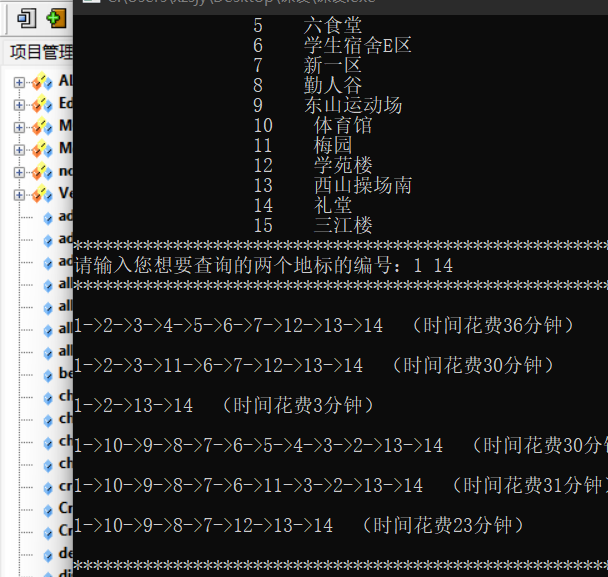 项目管理
5 六食堂
6 学生宿舍E区
7 新一区
8 勤人谷
9 东山运动场
10 体育馆
11 梅园
12 学苑楼
13 西山操场南
14 礼堂
15 三江楼
************************************************************
请输入您想要查询的两个地标的编号：1 14
************************************************************
1->2->3->4->5->6->7->12->13->14 （时间花费36分钟）
1->2->3->11->6->7->12->13->14 （时间花费30分钟）
1->2->13->14 （时间花费3分钟）
1->10->9->8->7->6->5->4->3->2->13->14 （时间花费30分
1->10->9->8->7->6->11->3->2->13->14 （时间花费31分钟）
1->10->9->8->7->12->13->14 （时间花费23分钟）
************************************************************
Ed
M
M
no
Ve
ad
ad
ad
all
all
all
all
be
ch
ch
ch
ch
cr
Cr
Cr
de